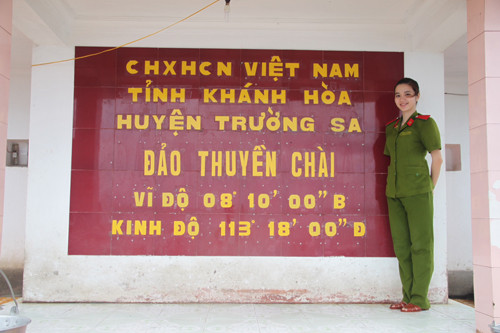 CHXHCN VIỆT NAM
TỈNH KHÁNH HÒA
HUYỆN TRƯỜNG SA
ĐẢO THUYỀN CHÀI
VĨ ĐỘ 08° 10' 00" B
KINH ĐỘ 113° 18' 00" Đ